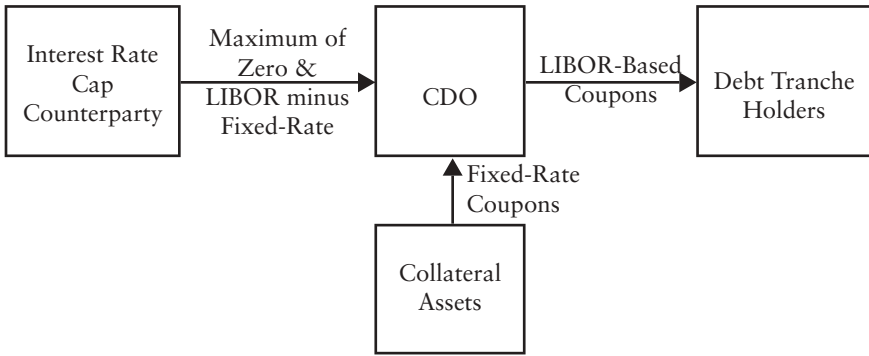 Interest Rate
Cap
Counterparty
Maximum of
Zero &
LIBOR minus
Fixed-Rate
CDO
LIBOR-Based
Coupons
Debt Tranche
Holders
Fixed-Rate
Coupons
Collateral
Assets